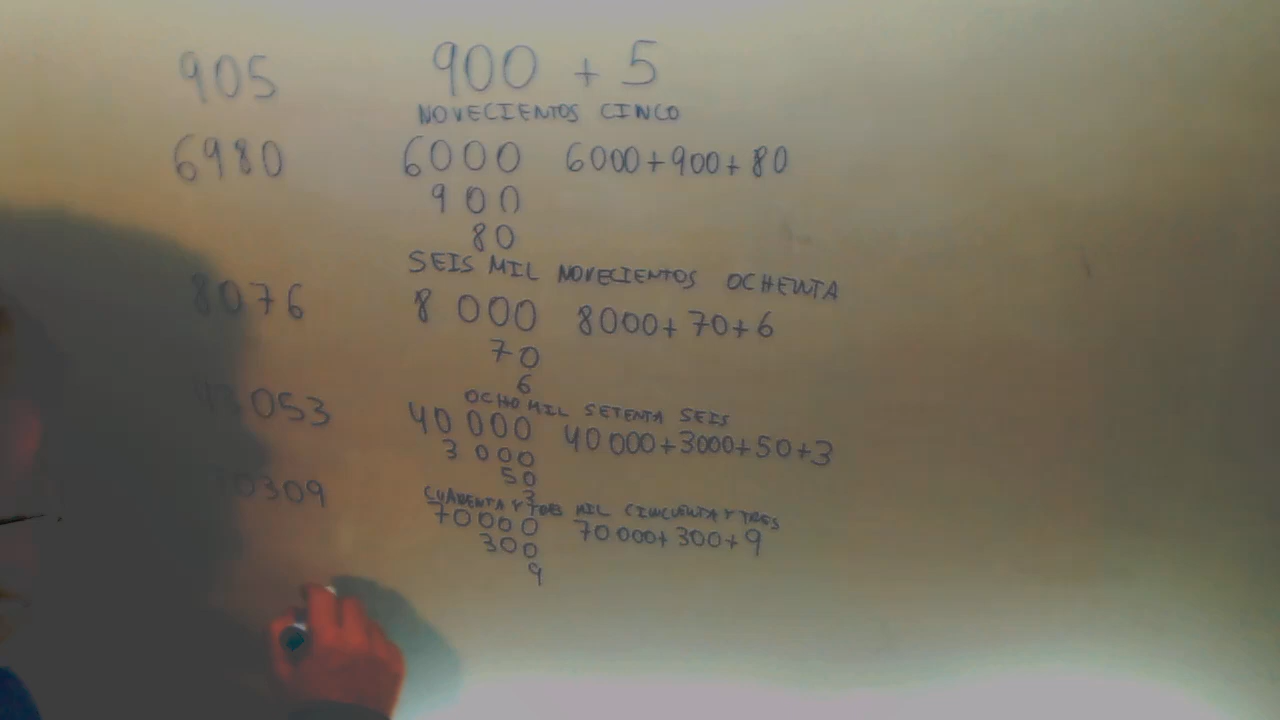 905 900 + 5
NOVECIENTOS CINCO
6980 6000 6000+900+80
900
80
SEIS MIL NOVECIENTOS OCHENTA
8076 8 000 8000+70+6
70
6
OCHO MIL SETENTA SEIS
43053 40 000 40 000+3000+50+3
3 000
50
3
CUARENTA Y TRES MIL CINCUENTA Y TRES
70309 70000 70 000+300+9
300
9